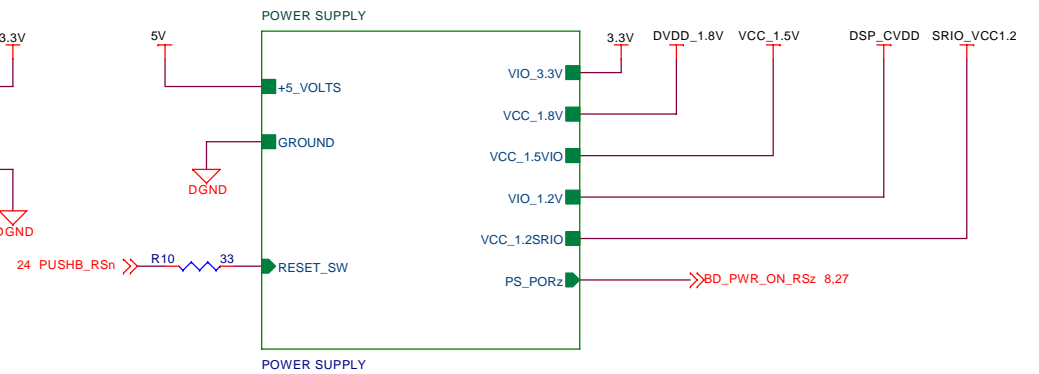 POWER SUPPLY
3.3V
5V
3.3V
DVDD_1.8V
VCC_1.5V
DSP_CVDD
SRIO_VCC1.2
VIO_3.3V
+5_VOLTS
VCC_1.8V
GROUND
VCC_1.5VIO
DGND
VIO_1.2V
DGND
VCC_1.2SRIO
24 PUSHB_RSn
R10
33
RESET_SW
PS_PORz
BD_PWR_ON_RSz 8,27
POWER SUPPLY